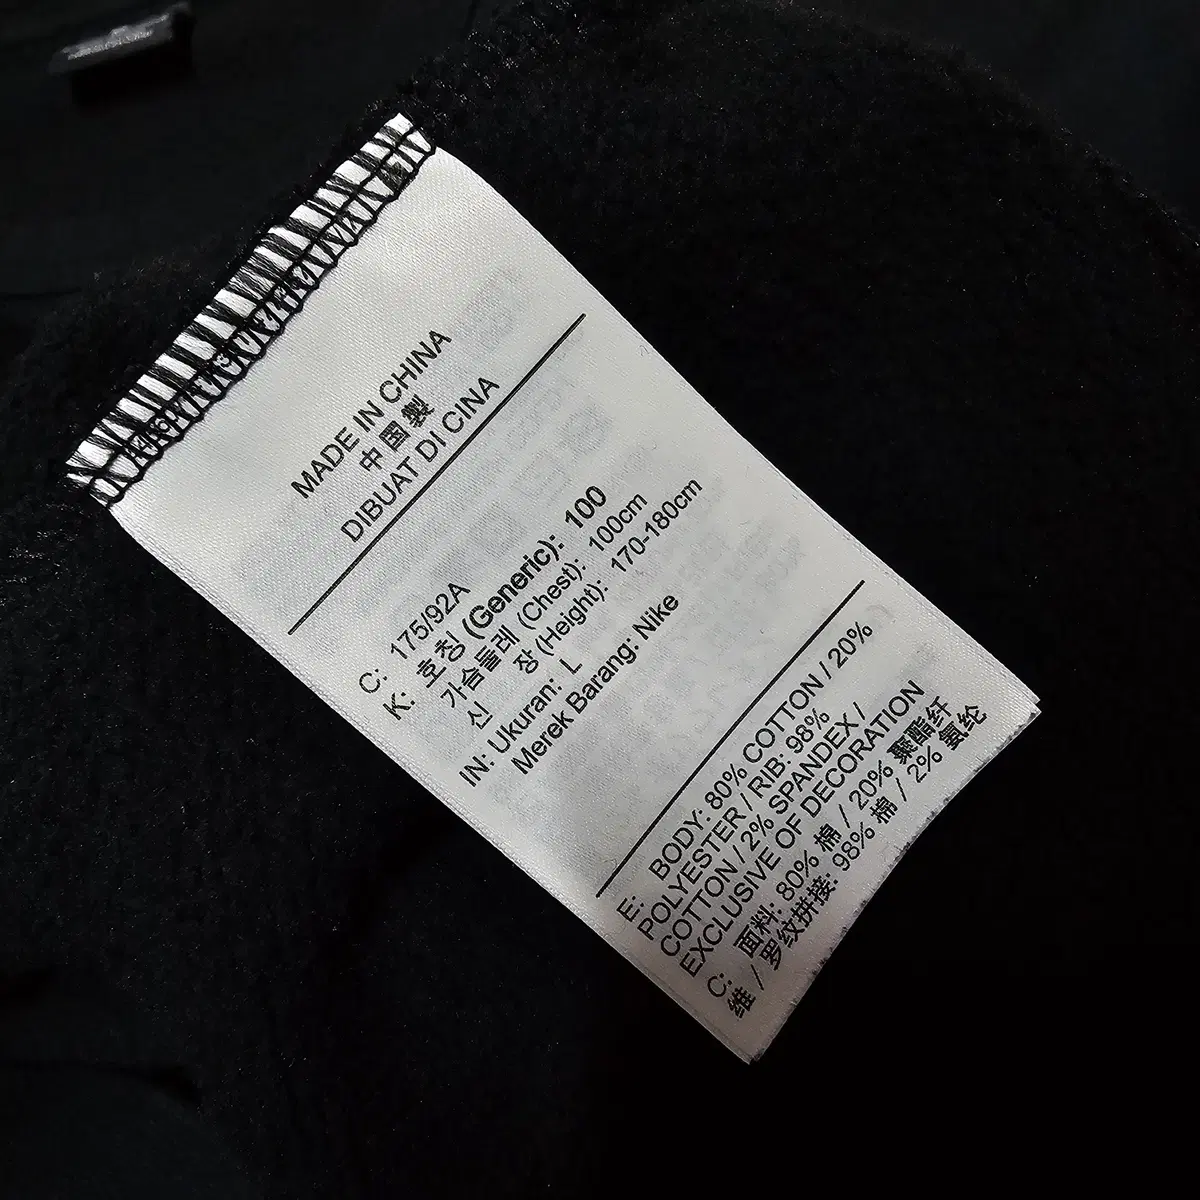 MADE IN CHINA
中国製
DIBUAT DI CINA
C: 175/92A
K: 호칭 (Generic): 100
가슴둘레 (Chest): 100cm
신 장 (Height): 170-180cm
IN: Ukuran: L
Merek Barang: Nike
E: BODY: 80% COTTON / 20%
POLYESTER / RIB: 98%
COTTON / 2% SPANDEX /
EXCLUSIVE OF DECORATION
C: 面料: 80% 棉 / 20% 聚酯纤
维 / 罗纹拼接: 98% 棉 / 2% 氨纶